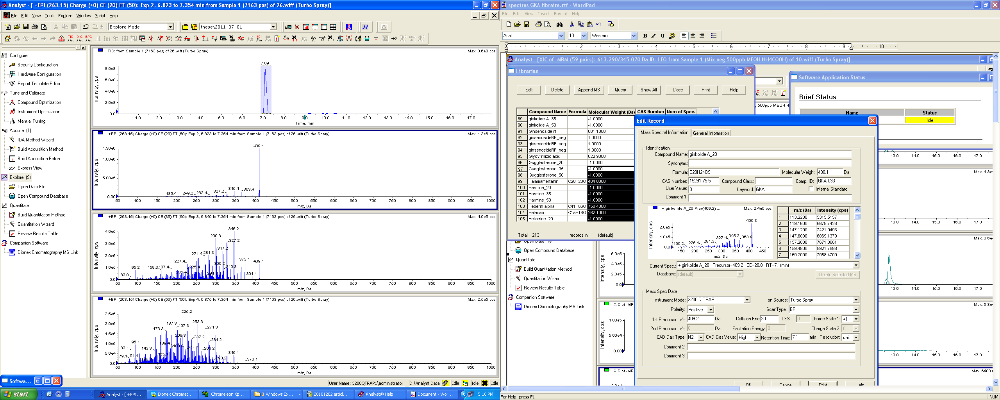 Analyst - [ +EPI (263.15) Charge (+0) CE (20) FT (50): Exp 2, 6.823 to 7.354 min from Sample 1 (7163 pos) of 26.wiff (Turbo Spray)]
File Edit View Tools Explore Window Script Help
Explore Mode
these\2011_07_01
Configure
Security Configuration
Hardware Configuration
Report Template Editor
Tune and Calibrate
Compound Optimization
Instrument Optimization
Manual Tuning
Acquire (1)
IDA Method Wizard
Build Acquisition Method
Build Acquisition Batch
Express View
Explore (9)
Open Data File
Open Compound Database
Quantitate
Build Quantitation Method
Quantitation Wizard
Review Results Table
Companion Software
Dionex Chromatography MS Link
TIC: from Sample 1 (7163 pos) of 26.wiff (Turbo Spray)
Max. 8.6e8 cps.
7.09
Intensity, cps
8.0e8
6.0e8
4.0e8
2.0e8
0.0
1.0 2.0 3.0 4.0 5.0 6.0 7.0 8.0 9.0 10.0 11.0 12.0 13.0 14.0 15.0 16.0 17.0
Time, min
+EPI (263.15) Charge (+0) CE (20) FT (50): Exp 2, 6.823 to 7.354 min from Sample 1 (7163 pos) of 26.wiff (Turbo Spray)
Max. 1.3e6 cps.
Intensity, cps
1.30e6
1.00e6
5.00e5
0.00
409.1
185.4 249.2 283.4 327.2 345.4 363.4
50 100 150 200 250 300 350 400 450 500 550 600 650 700 750 800 850 900 950 1000
m/z, Da
+EPI (263.15) Charge (+0) CE (35) FT (50): Exp 3, 6.849 to 7.354 min from Sample 1 (7163 pos) of 26.wiff (Turbo Spray)
Max. 4.0e5 cps.
Intensity, cps
4.0e5
3.0e5
2.0e5
1.0e5
0.0
345.2
299.3
327.2
317.2
271.4 281.3
373.1
409.1
227.4
309.2
319.3
95.2
159.3 187.4
225.4
83.0
391.1
50 100 150 200 250 300 350 400 450 500 550 600 650 700 750 800 850 900 950 1000
m/z, Da
+EPI (263.15) Charge (+0) CE (50) FT (50): Exp 4, 6.875 to 7.354 min from Sample 1 (7163 pos) of 26.wiff (Turbo Spray)
Max. 2.5e5 cps.
Intensity, cps
2.5e5
2.0e5
1.5e5
1.0e5
5.0e4
0.0
225.2
187.3 197.3 253.3
173.3 271.3
209.3 237.2
281.2
95.1
83.1 143.3
263.2
79.1 91.1
293.2 345.1
373.1
50 100 150 200 250 300 350 400 450 500 550 600 650 700 750 800 850 900 950 1000
m/z, Da
Softwa...
User Name: 3200QTRAP1\administrator D:\Analyst Data Idle Idle Idle
start
Analyst - [ +EPI...
Dionex Chromat...
Chromeleon Xp...
3 Windows Ex...
20101202 articl...
Analyst® Help
Document - Wor...
5:16 PM
spectres GKA libraire.rtf - WordPad
File Edit View Insert Format Help
Arial 10 Western
B I U
1 2 3 4 5 6 7 8 9 10
Analyst - [XIC of -MRM (59 pairs): 613.290/345.070 Da ID: LEO from Sample 1 (Mix neg 500ppb MEOH NH4COOH) of 10.wiff (Turbo Spray)]
Librarian
Edit Delete Append MS Query Show All Close Print Help
Compound Name Formula Molecular Weight (Da) CAS Number Num of Spec.
89 ginkolide A_35 -1.0000
90 ginkolide A_50 -1.0000
91 Ginsenoside rf 801.1000
92 ginsenosideRF_neg 1.0000
93 ginsenosideRF_neg 1.0000
94 ginsenosideRF_neg 1.0000
95 Glycyrrhizic acid 822.9000
96 Gugglesterone_20 -1.0000
97 Gugglesterone_35 -1.0000
98 Gugglesterone_50 -1.0000
99 Hammamelitanin C20H20O 484.0000
100 Harmine_20 -1.0000
101 Harmine_35 -1.0000
102 Harmine_50 -1.0000
103 Hederin alpha C41H66O 750.4000
104 Helenalin C15H18O 262.1000
105 Heliotrine_20 -1.0000
Total: 213 records in: (default)
Software Application Status
Brief Status:
Name Status
Idle
g 500ppb MEOH H
Edit Record
Mass Spectral Information General Information
Identification:
Compound Name: ginkolide A_20
Synonyms:
Formula: C20H24O9 Molecular Weight: 408.1 Da
CAS Number: 15291-75-5 Compound Class: Comp. ID: GKA 033
User Value: 0 Keyword: GKA Internal Standard
Comment 1:
+ ginkolide A_20 Prec(409.2) ... Max. 2.4e5 cps.
Intensity, cps
2.0e5
1.0e5
0.0
409.3
327.4 345.3 363.4
169.2 225.1 281.3
150 200 250 300 350 400 450
m/z, Da
m/z (Da) Intensity (cps)
1 113.2200 5315.5157
2 119.1600 6678.7426
3 147.1200 7421.0493
4 147.6000 6069.1379
5 157.2000 7671.0661
6 159.4800 8921.7888
7 169.2000 7958.4709
Current Spec.: + ginkolide A_20 Precursor=409.2 CE=20.0 RT=7.1(min)
Database: (default) Delete Selected MS
Mass Spec Data
Instrument Model: 3200 Q TRAP Ion Source: Turbo Spray
Polarity: Positive ScanType: EPI
1st Precursor m/z: 409.2 Da Collision Ene 20 CES 0 Charge State 1: +1
2nd Precursor m/z: 0 Da Excitation Energy: 0 Charge State 2: 0
CAD Gas Type: N2 CAD Gas Value: High Retention Time: 7.1 min Resolution: unit
Comment 2:
Comment 3:
OK Cancel Print Help
Open Data File
Open Compound Database
Quantitate
Build Quantitation Method
Quantitation Wizard
Review Results Table
Companion Software
Dionex Chromatography MS Link
Intensity, cps
6.0e5
4.0e5
2.0e5
0.0
XIC of -MR
Intensity, cps
1.00e5
5.00e4
0.00
XIC of -MR
13.0 14.0 15.0 16.0 17.0
Max. 1.3e
13.0 14.0 15.0 16.0 17.0
Max. 3.6e
13.0 14.0 15.0 16.0 17.0
Max. 5.3e
13.0 14.0 15.0 16.0 17.0
Max. 6480.
For Help, press F1
NUM